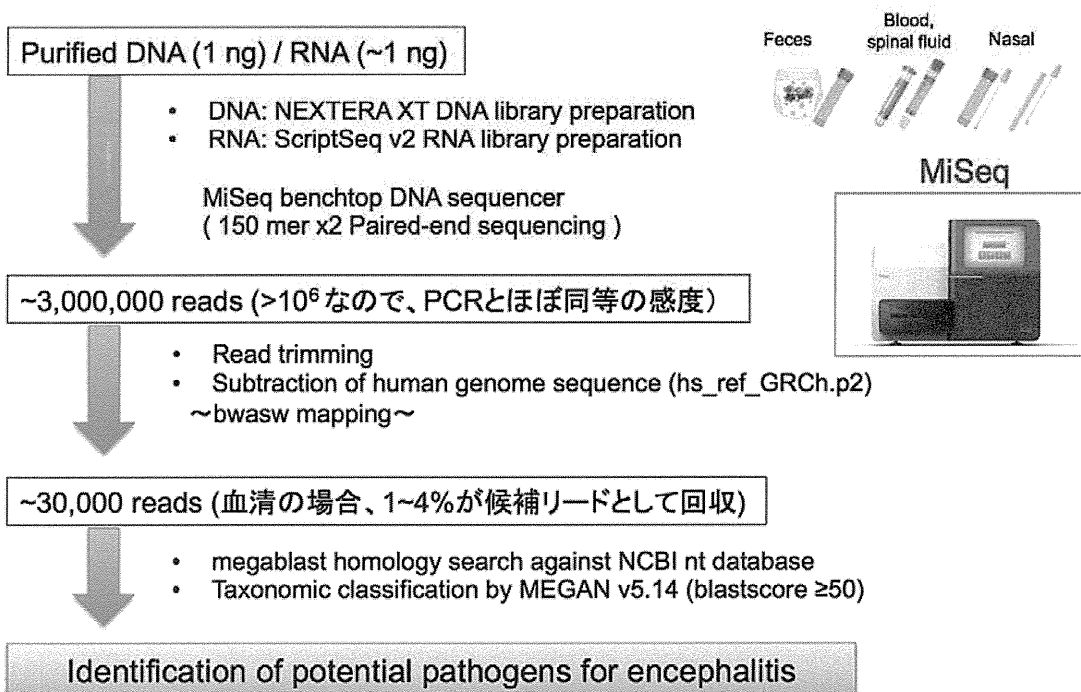 Purified DNA (1 ng) / RNA (~1 ng)
Feces
Blood,
spinal fluid
Nasal
• DNA: NEXTERA XT DNA library preparation
• RNA: ScriptSeq v2 RNA library preparation
MiSeq benchtop DNA sequencer
( 150 mer x2 Paired-end sequencing )
MiSeq
~3,000,000 reads (>10⁶ なので、PCRとほぼ同等の感度)
• Read trimming
• Subtraction of human genome sequence (hs_ref_GRCh.p2)
～bwasw mapping～
~30,000 reads (血清の場合、1~4%が候補リードとして回収)
• megablast homology search against NCBI nt database
• Taxonomic classification by MEGAN v5.14 (blastscore ≥50)
Identification of potential pathogens for encephalitis